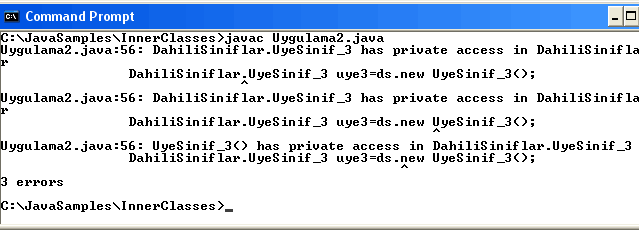 Command Prompt
C:\JavaSamples\InnerClasses>javac Uygulama2.java
Uygulama2.java:56: DahiliSiniflar.UyeSinif_3 has private access in DahiliSinifla
r
DahiliSiniflar.UyeSinif_3 uye3=ds.new UyeSinif_3();
^
Uygulama2.java:56: DahiliSiniflar.UyeSinif_3 has private access in DahiliSinifla
r
DahiliSiniflar.UyeSinif_3 uye3=ds.new UyeSinif_3();
^
Uygulama2.java:56: UyeSinif_3() has private access in DahiliSiniflar.UyeSinif_3
DahiliSiniflar.UyeSinif_3 uye3=ds.new UyeSinif_3();
^
3 errors
C:\JavaSamples\InnerClasses>_